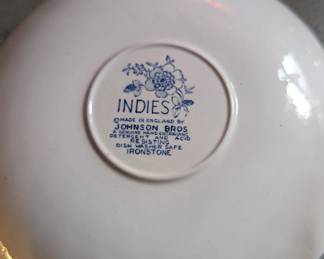 INDIES
©MADE IN ENGLAND BY
JOHNSON BROS
A GENUINE HAND ENGRAVING
DETERGENT AND ACID
RESISTING
DISH WASHER SAFE
IRONSTONE